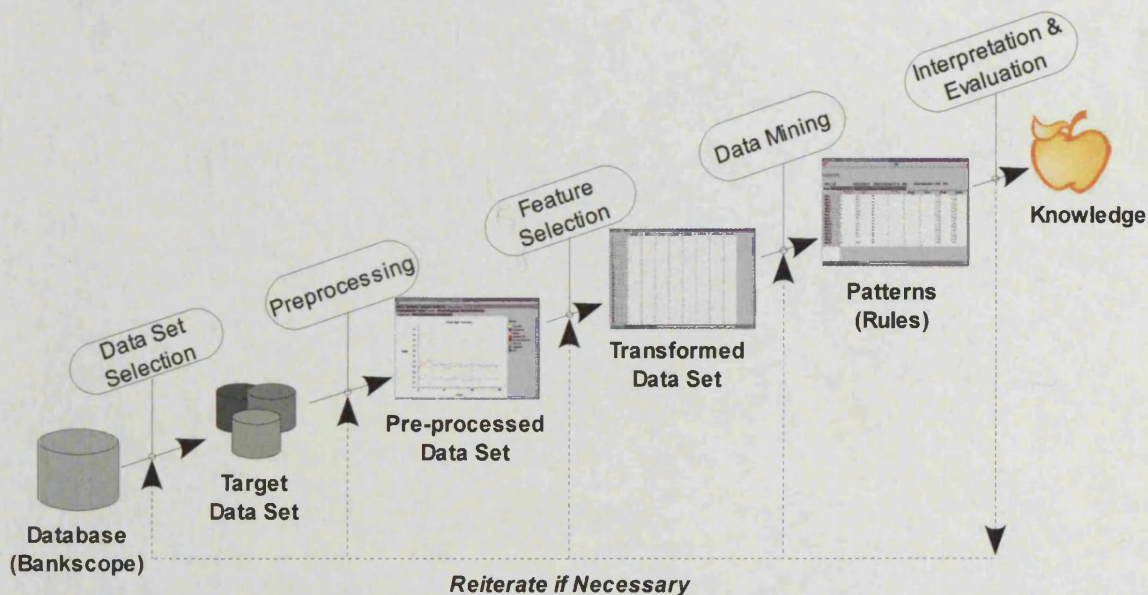 Interpretation &
Evaluation
Data Mining
Knowledge
Feature
Selection
Patterns
(Rules)
Preprocessing
Transformed
Data Set
Data Set
Selection
Pre-processed
Data Set
Target
Data Set
Database
(Bankscope)
Reiterate if Necessary